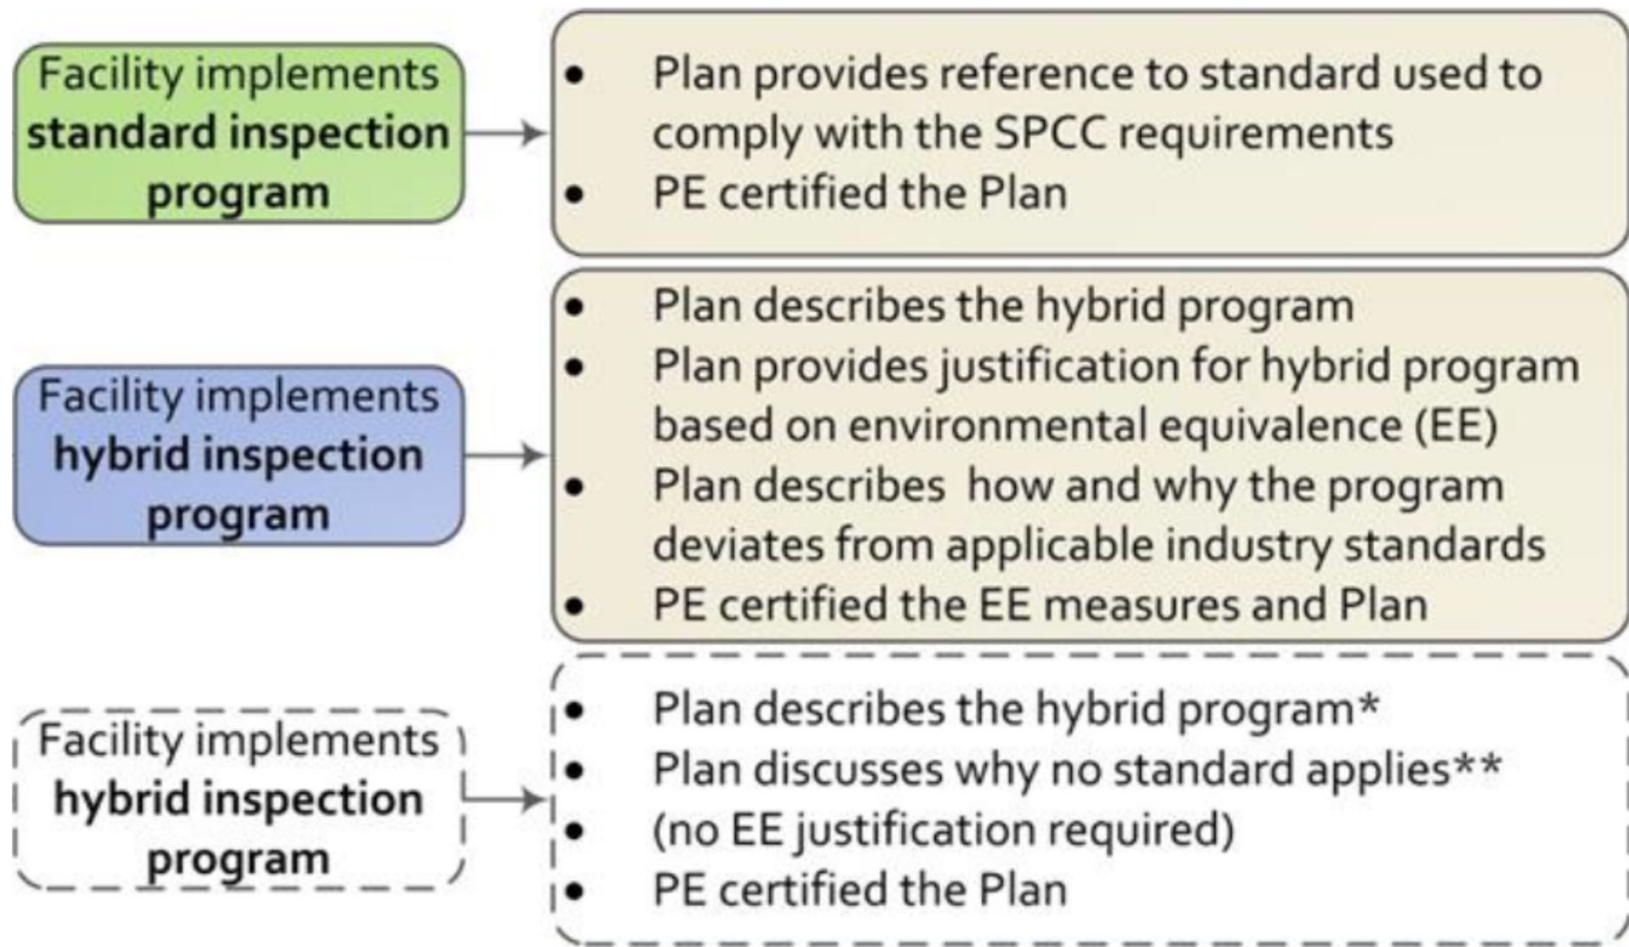 Facility implements
standard inspection
program
• Plan provides reference to standard used to
comply with the SPCC requirements
• PE certified the Plan
Facility implements
hybrid inspection
program
• Plan describes the hybrid program
• Plan provides justification for hybrid program
based on environmental equivalence (EE)
• Plan describes how and why the program
deviates from applicable industry standards
• PE certified the EE measures and Plan
Facility implements
hybrid inspection
program
• Plan describes the hybrid program*
• Plan discusses why no standard applies**
• (no EE justification required)
• PE certified the Plan